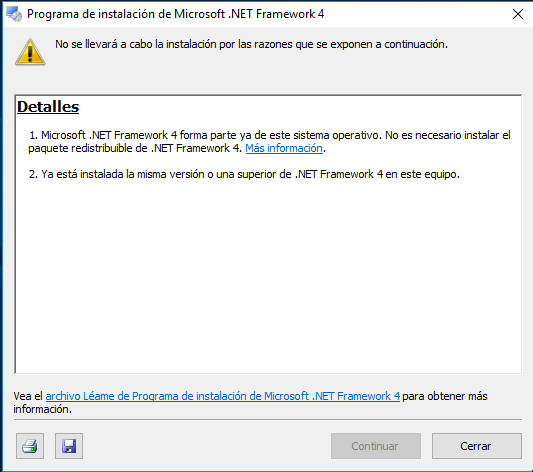 Programa de instalación de Microsoft .NET Framework 4
No se llevará a cabo la instalación por las razones que se exponen a continuación.
Detalles
1. Microsoft .NET Framework 4 forma parte ya de este sistema operativo. No es necesario instalar el
paquete redistribuible de .NET Framework 4. Más información.
2. Ya está instalada la misma versión o una superior de .NET Framework 4 en este equipo.
Vea el archivo Léame de Programa de instalación de Microsoft .NET Framework 4 para obtener más
información.
Continuar
Cerrar